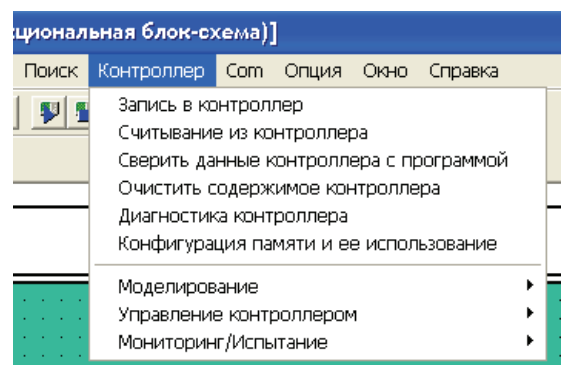 циональная блок-схема)]
Поиск Контроллер Com Опция Окно Справка
Запись в контроллер
Считывание из контроллера
Сверить данные контроллера с программой
Очистить содержимое контроллера
Диагностика контроллера
Конфигурация памяти и ее использование
Моделирование
Управление контроллером
Мониторинг/Испытание